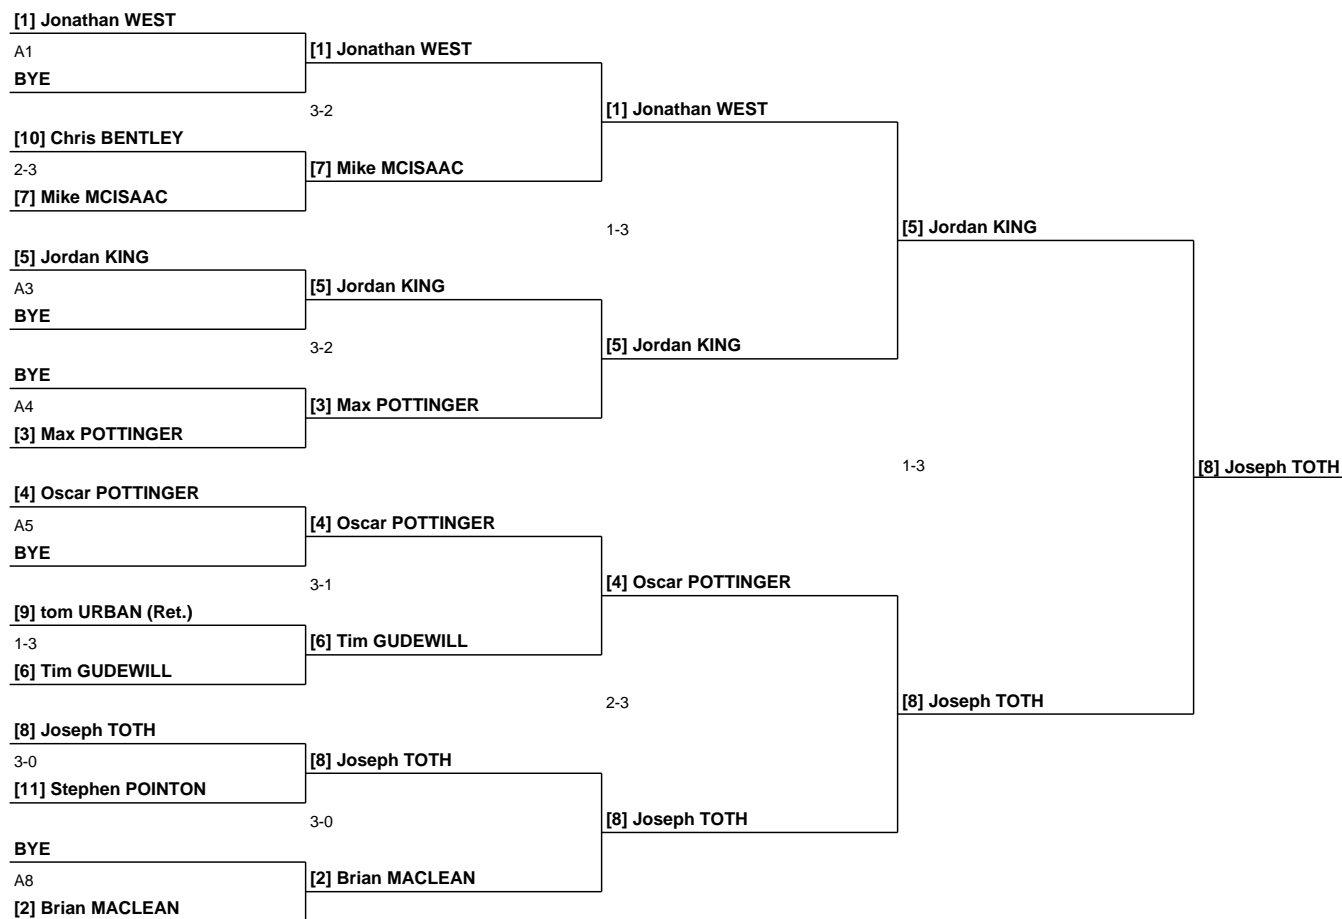 [1] Jonathan WEST
A1
BYE
[10] Chris BENTLEY
2-3
[7] Mike MCISAAC
[5] Jordan KING
A3
BYE
BYE
A4
[3] Max POTTINGER
[4] Oscar POTTINGER
A5
BYE
[9] tom URBAN (Ret.)
1-3
[6] Tim GUDEWILL
[8] Joseph TOTH
3-0
[11] Stephen POINTON
BYE
A8
[2] Brian MACLEAN
[1] Jonathan WEST
3-2
[7] Mike MCISAAC
[5] Jordan KING
3-2
[3] Max POTTINGER
[4] Oscar POTTINGER
3-1
[6] Tim GUDEWILL
[8] Joseph TOTH
3-0
[2] Brian MACLEAN
[1] Jonathan WEST
1-3
[5] Jordan KING
[4] Oscar POTTINGER
2-3
[8] Joseph TOTH
[5] Jordan KING
1-3
[8] Joseph TOTH
[8] Joseph TOTH